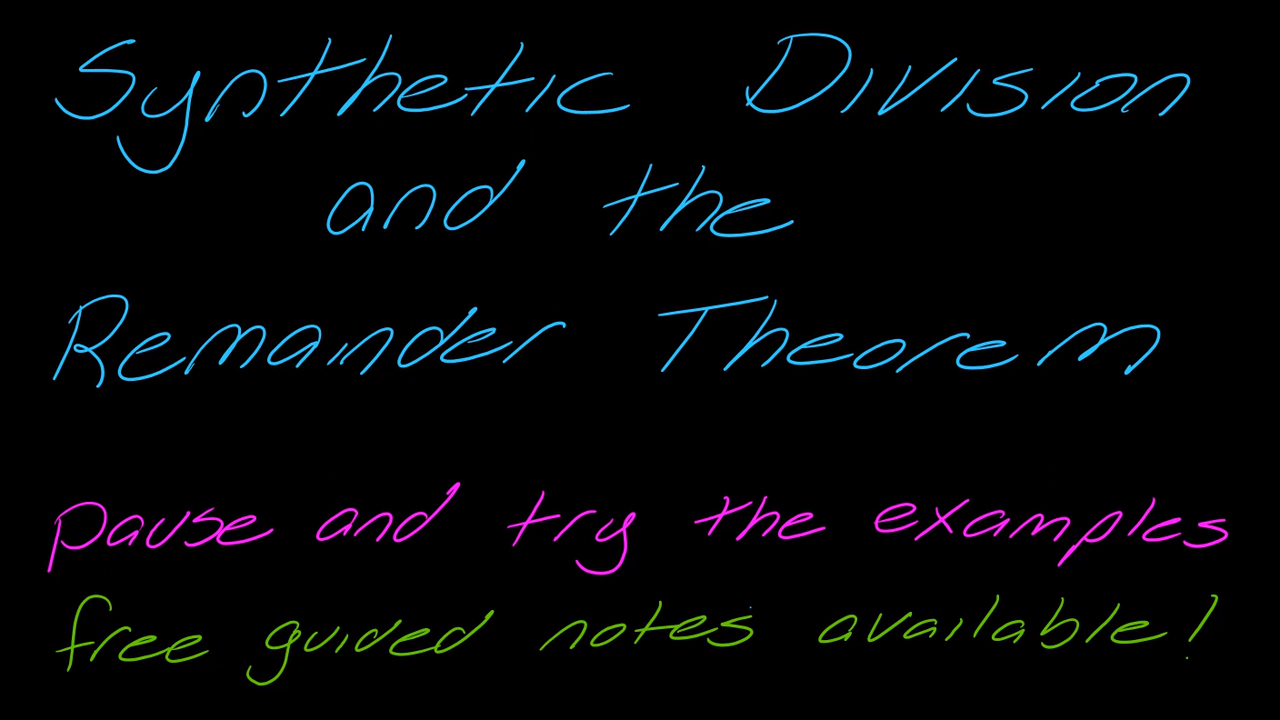 Synthetic Division
and the
Remainder Theorem
pause and try the examples
free guided notes available!